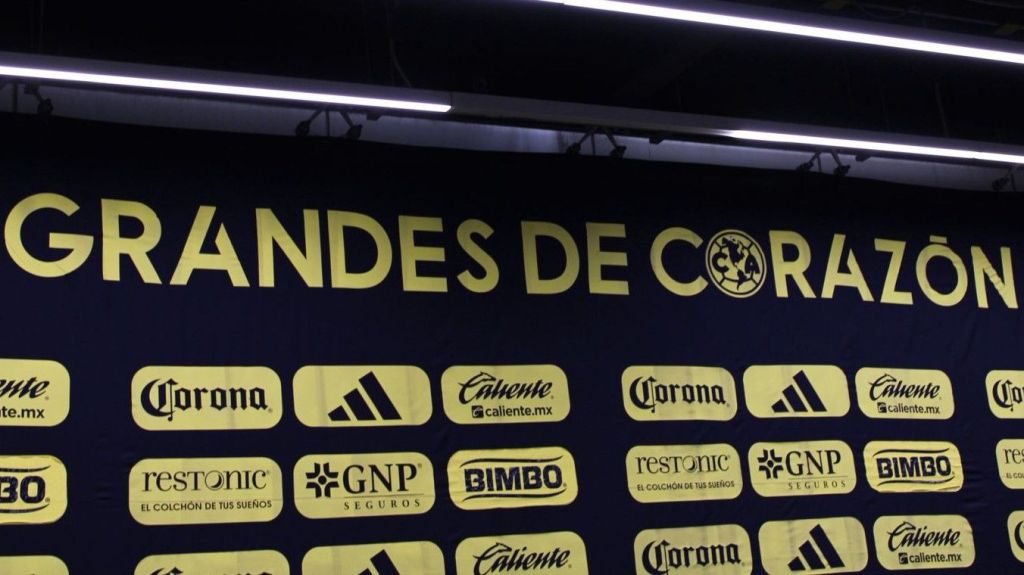 GRANDES DE CORAZÓN
Corona Caliente Corona Caliente
caliente.mx caliente.mx
RESTONIC GNP BIMBO RESTONIC GNP BIMBO
EL COLCHÓN DE TUS SUEÑOS SEGUROS EL COLCHÓN DE TUS SUEÑOS SEGUROS
Corona Caliente
Caliente caliente.mx